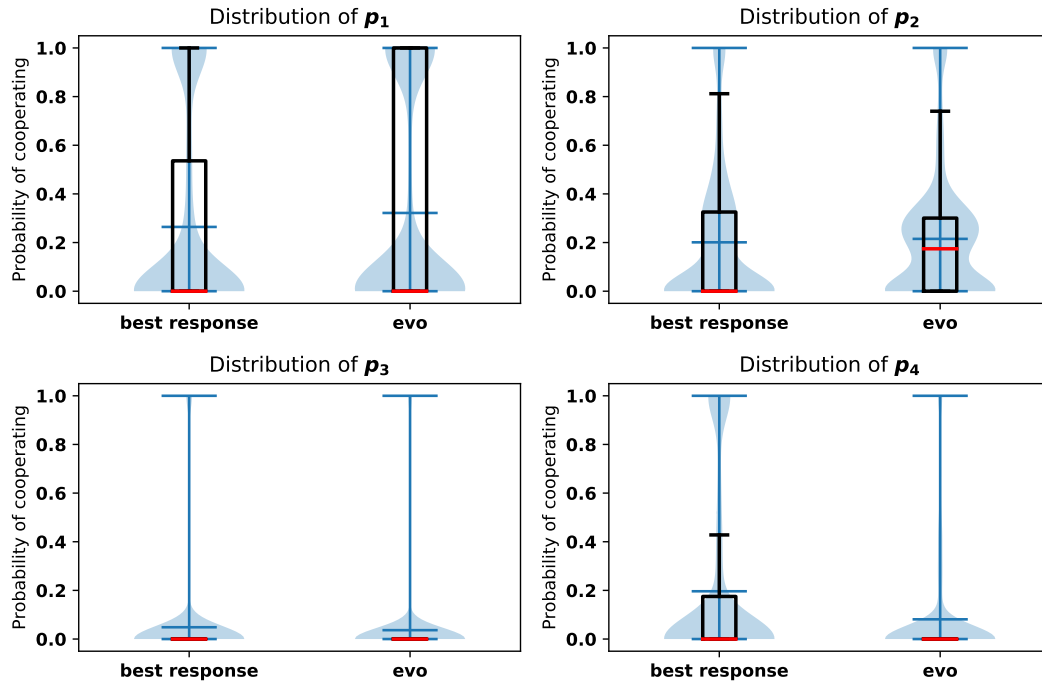 Distribution of p1
Probability of cooperating
1.0
0.8
0.6
0.4
0.2
0.0
best response evo
Distribution of p2
Probability of cooperating
1.0
0.8
0.6
0.4
0.2
0.0
best response evo
Distribution of p3
Probability of cooperating
1.0
0.8
0.6
0.4
0.2
0.0
best response evo
Distribution of p4
Probability of cooperating
1.0
0.8
0.6
0.4
0.2
0.0
best response evo